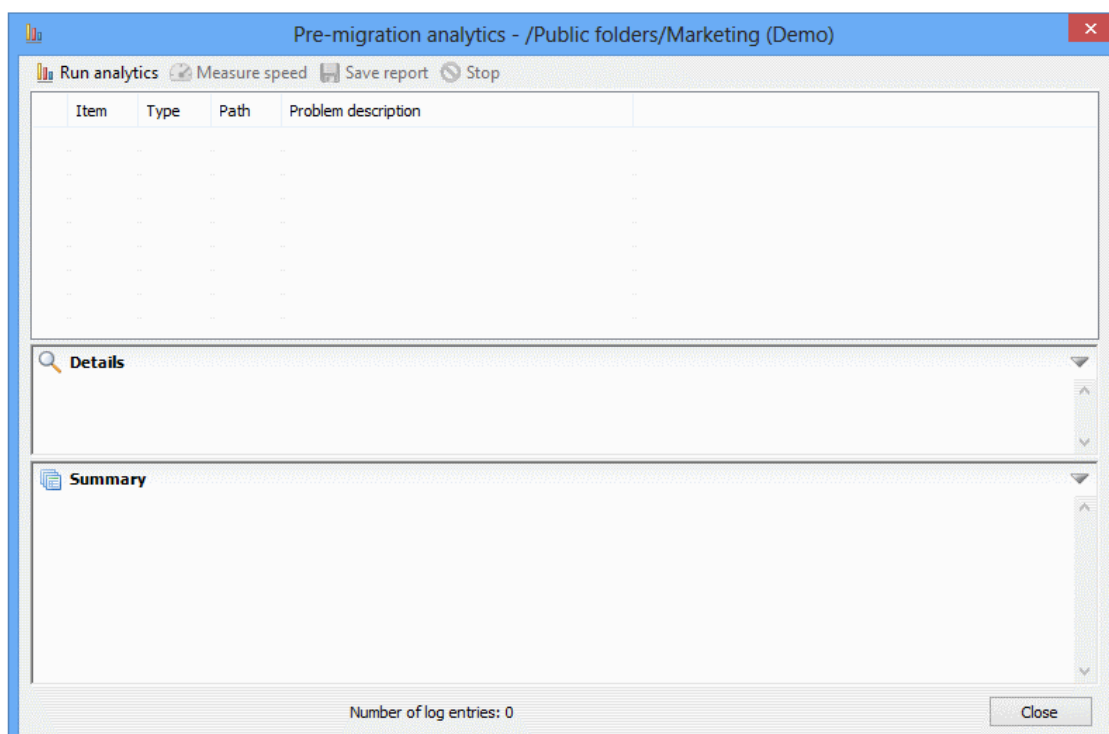 Pre-migration analytics - /Public folders/Marketing (Demo)
Run analytics Measure speed Save report Stop
Item Type Path Problem description
Details
Summary
Number of log entries: 0 Close